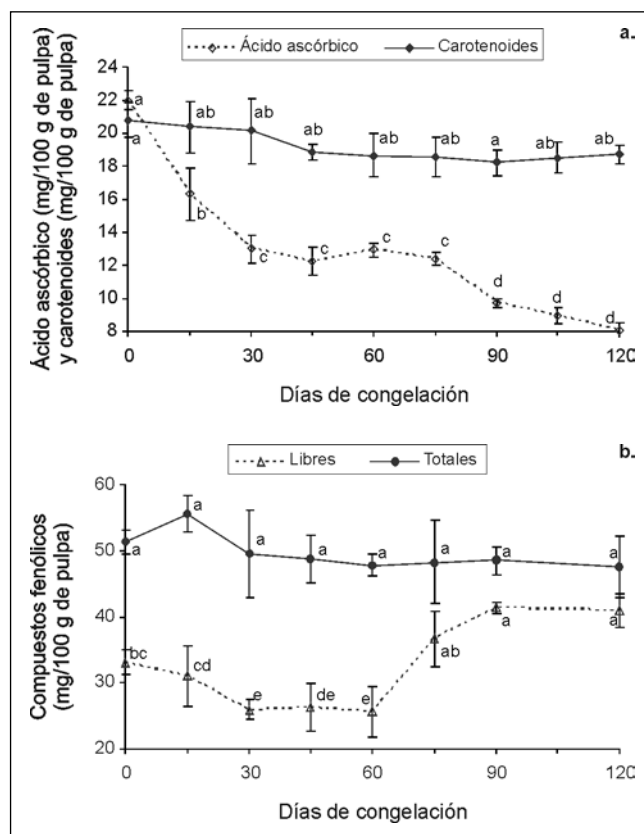 a.
Ácido ascórbico Carotenoides
Ácido ascórbico (mg/100 g de pulpa)
y carotenoides (mg/100 g de pulpa)
24
22
20
18
16
14
12
10
8
a ab ab ab ab ab a ab ab
a b c c c c d d d
0 30 60 90 120
Días de congelación
b.
Libres Totales
Compuestos fenólicos
(mg/100 g de pulpa)
60
50
40
30
20
a a a a a a a a
bc cd e de e ab a a
0 30 60 90 120
Días de congelación